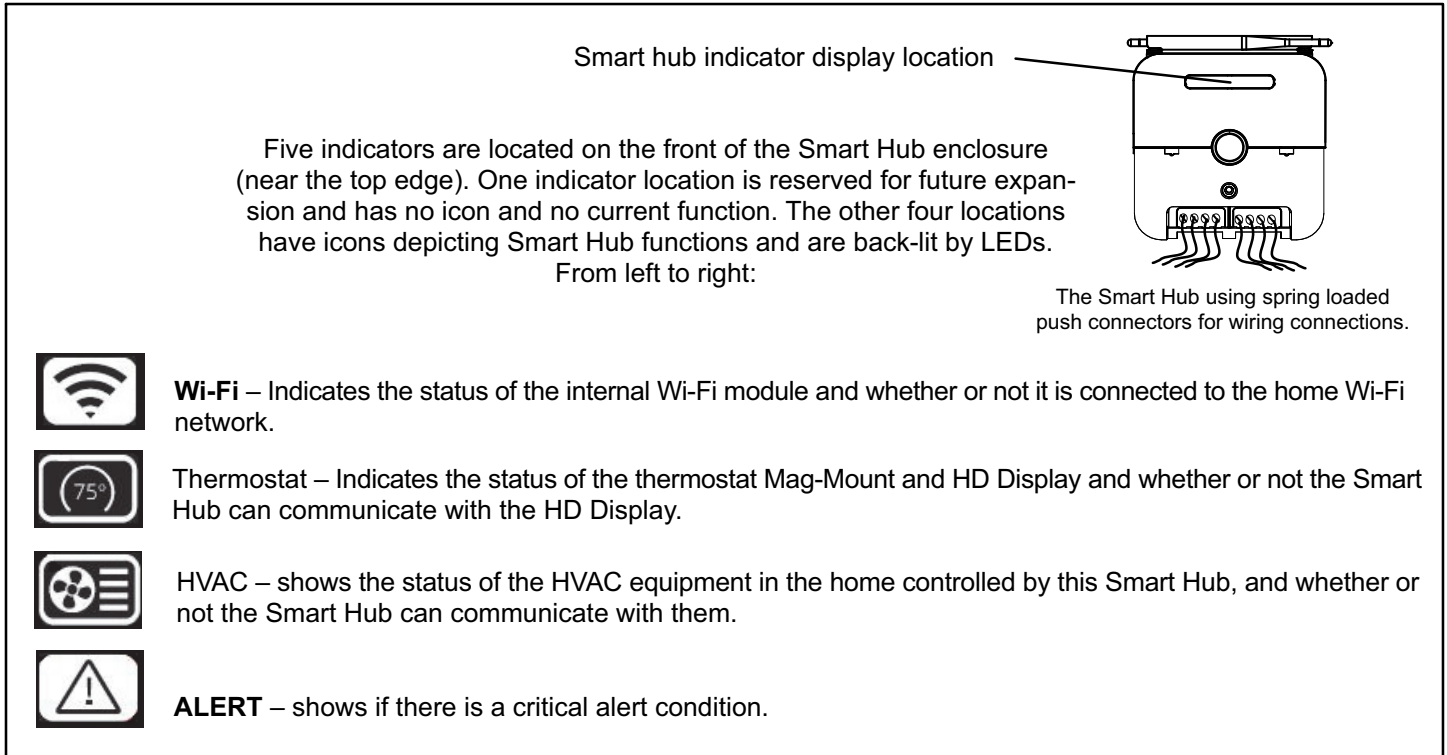 Smart hub indicator display location
Five indicators are located on the front of the Smart Hub enclosure
(near the top edge). One indicator location is reserved for future expan-
sion and has no icon and no current function. The other four locations
have icons depicting Smart Hub functions and are back-lit by LEDs.
From left to right:
The Smart Hub using spring loaded
push connectors for wiring connections.
Wi-Fi – Indicates the status of the internal Wi-Fi module and whether or not it is connected to the home Wi-Fi
network.
75°
Thermostat – Indicates the status of the thermostat Mag-Mount and HD Display and whether or not the Smart
Hub can communicate with the HD Display.
HVAC – shows the status of the HVAC equipment in the home controlled by this Smart Hub, and whether or
not the Smart Hub can communicate with them.
ALERT – shows if there is a critical alert condition.